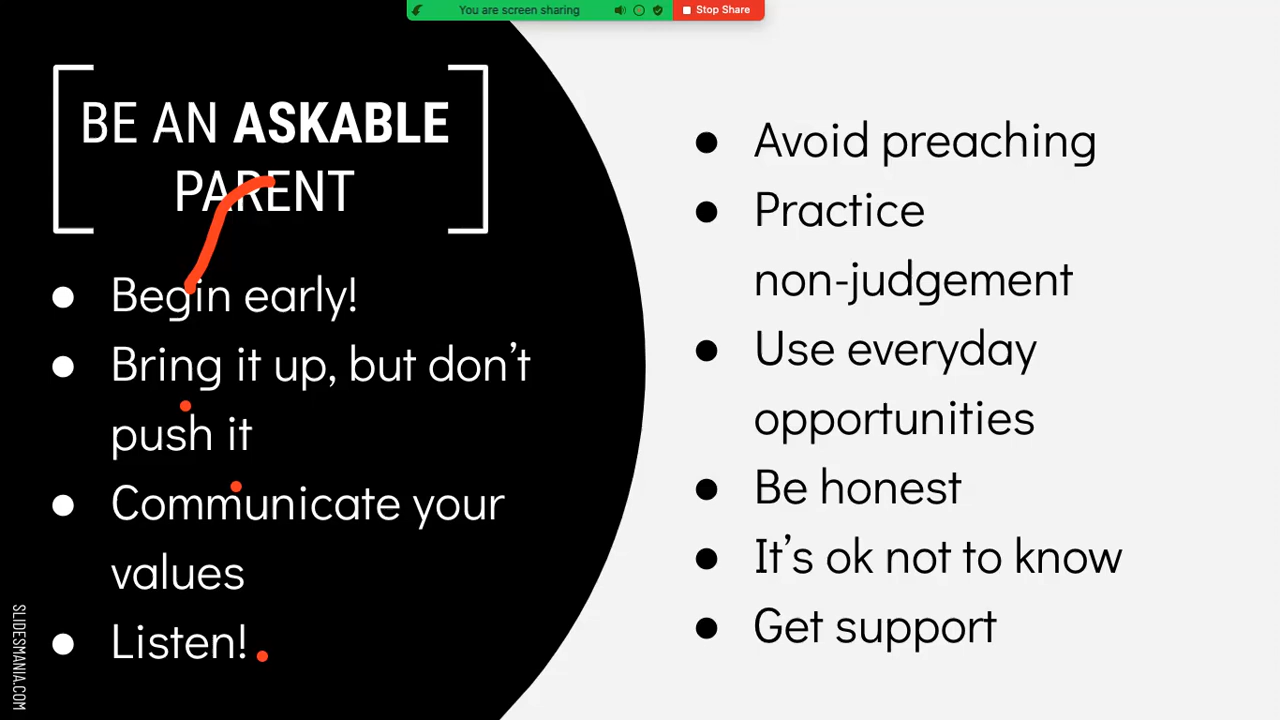 You are screen sharing
Stop Share
BE AN ASKABLE
PARENT
● Begin early!
● Bring it up, but don't
push it
● Communicate your
values
● Listen!
● Avoid preaching
● Practice
non-judgement
● Use everyday
opportunities
● Be honest
● It's ok not to know
● Get support
SLIDESMANIA.COM